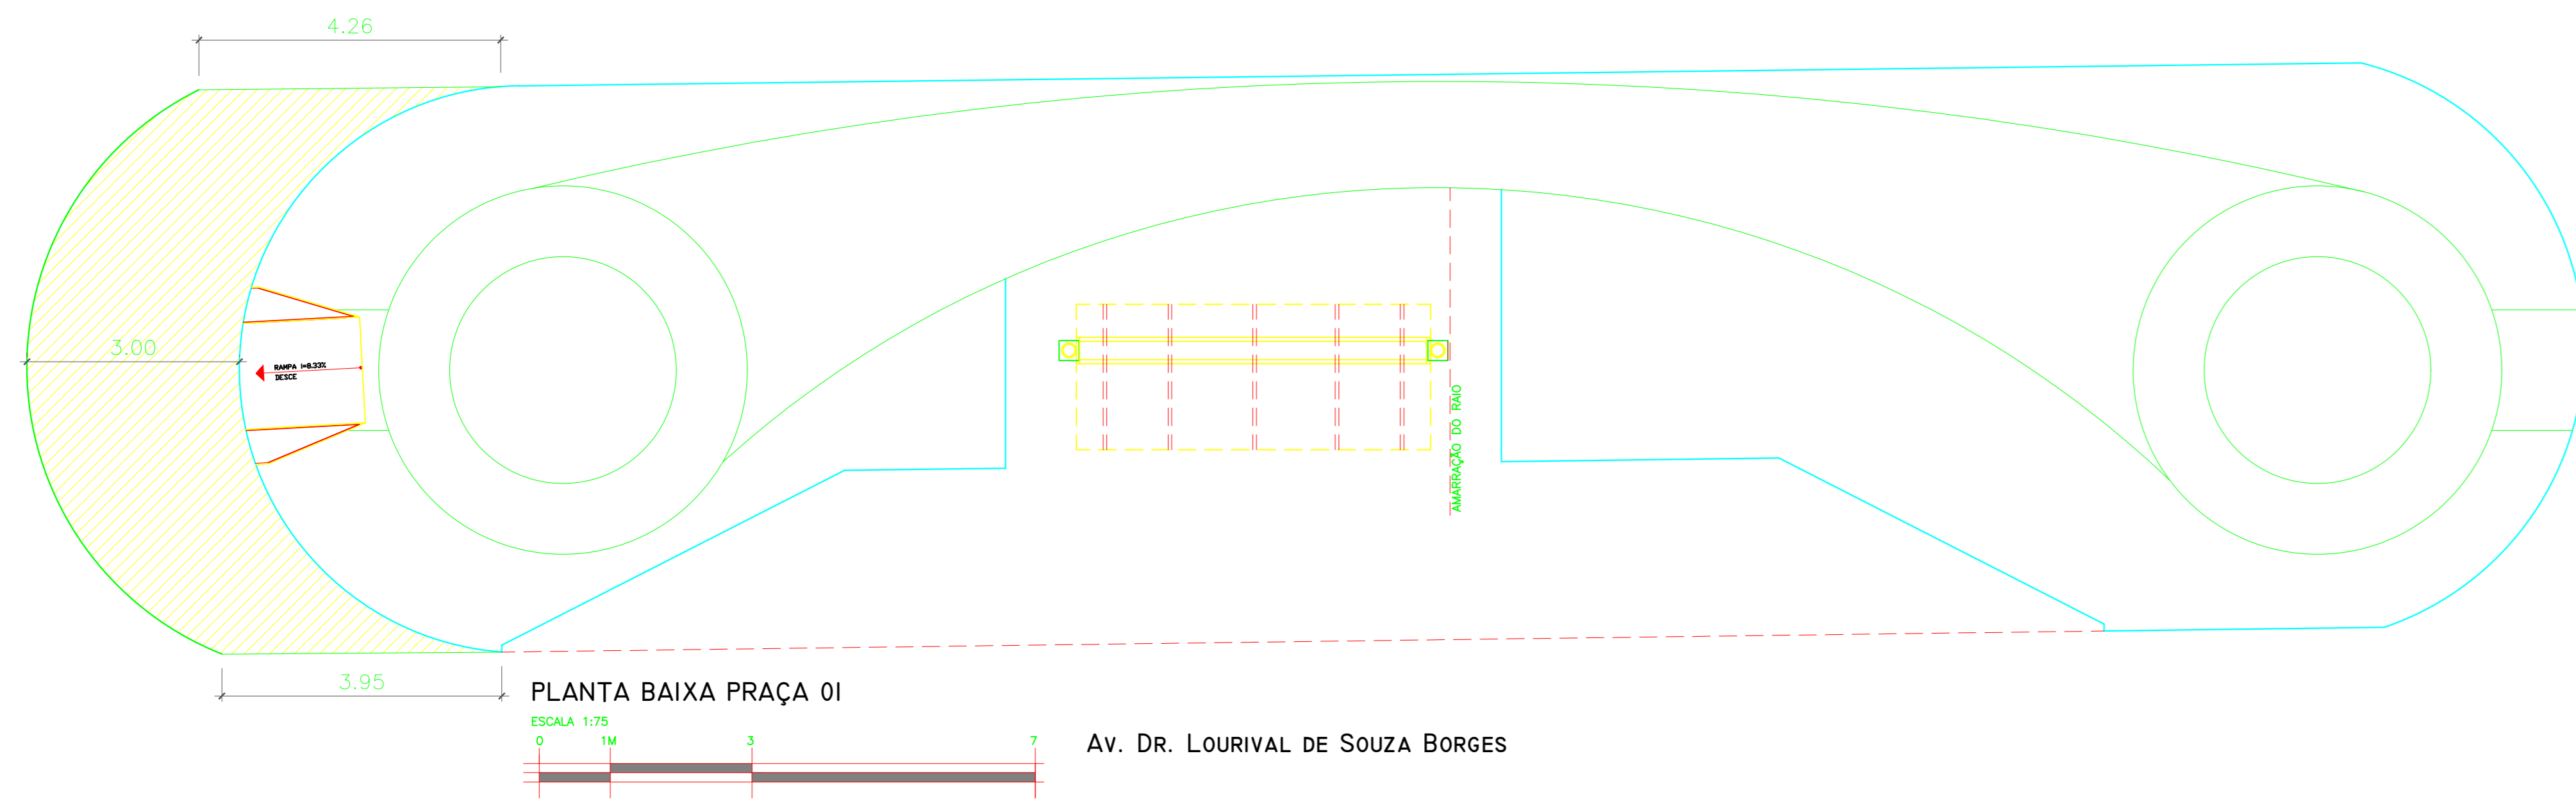 4.26
3.00
RAMPA I=8.33%
DESCE
AMARRAÇÃO DO RAIO
3.95
PLANTA BAIXA PRAÇA 01
ESCALA 1:75
0 1M 3 7
AV. DR. LOURIVAL DE SOUZA BORGES